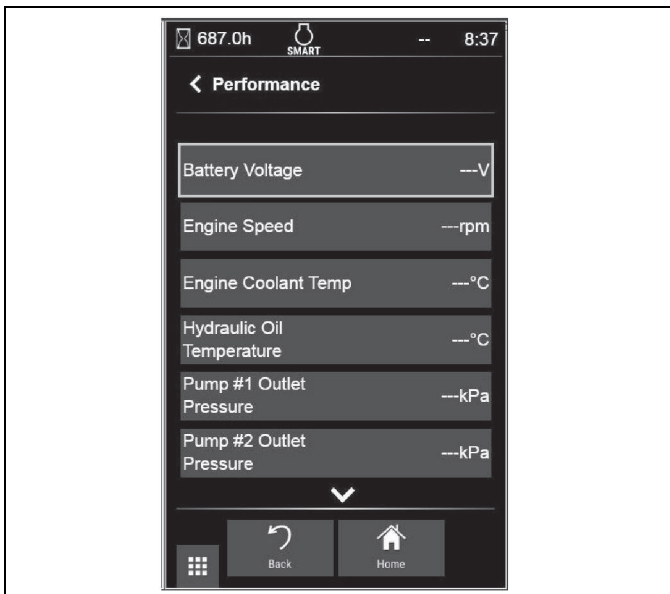 687.0h SMART -- 8:37
Performance
Battery Voltage ---V
Engine Speed ---rpm
Engine Coolant Temp ---°C
Hydraulic Oil
Temperature ---°C
Pump #1 Outlet
Pressure ---kPa
Pump #2 Outlet
Pressure ---kPa
Back Home